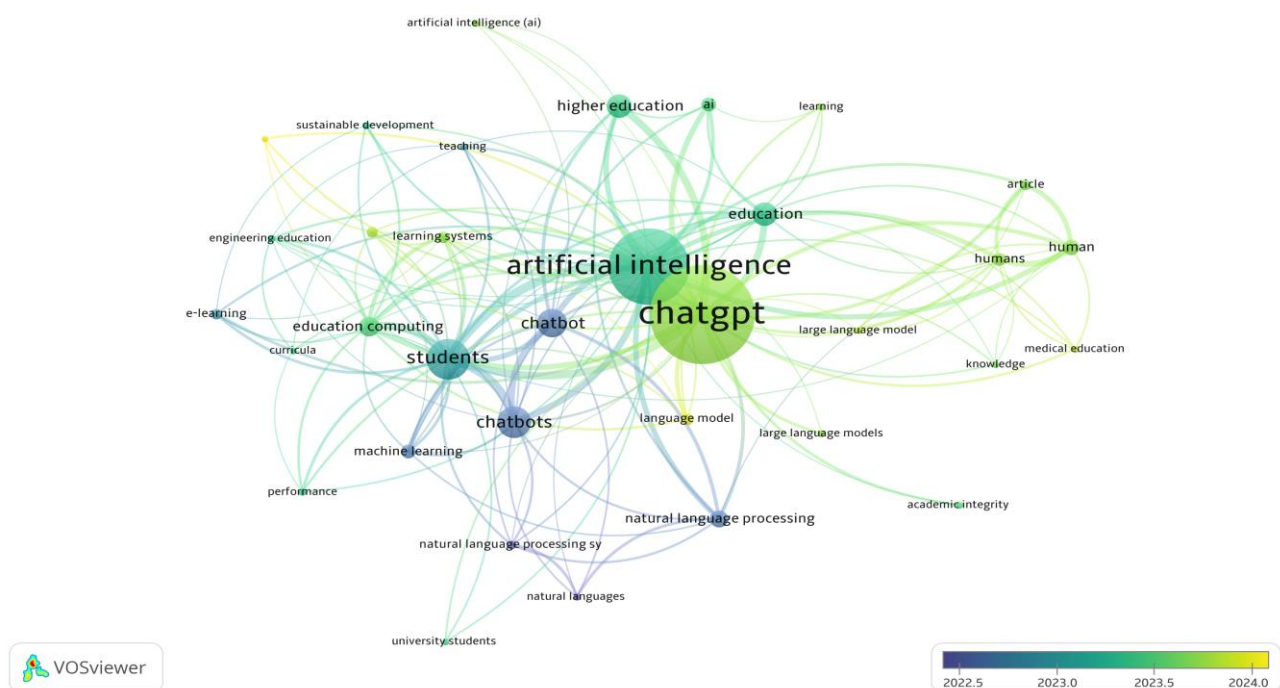 artificial intelligence (ai)
higher education
ai
learning
sustainable development
teaching
article
education
engineering education
learning systems
human
humans
artificial intelligence
chatgpt
e-learning
education computing
chatbot
large language model
curricula
students
medical education
knowledge
chatbots
language model
large language models
machine learning
performance
academic integrity
natural language processing
natural language processing sy
natural languages
university students
VOSviewer
2022.5 2023.0 2023.5 2024.0